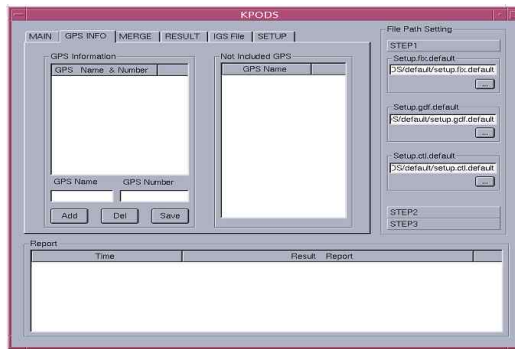 KPODS
MAIN GPS INFO MERGE RESULT IGS File SETUP
GPS Information
GPS Name & Number
GPS Name GPS Number
Add Del Save
Not Included GPS
GPS Name
File Path Setting
STEP1
Setup.fix.default
DS/default/setup.fix.default
...
Setup.gdf.default
S/default/setup.gdf.default
...
Setup.ctl.default
DS/default/setup.ctl.default
...
STEP2
STEP3
Report
Time Result Report